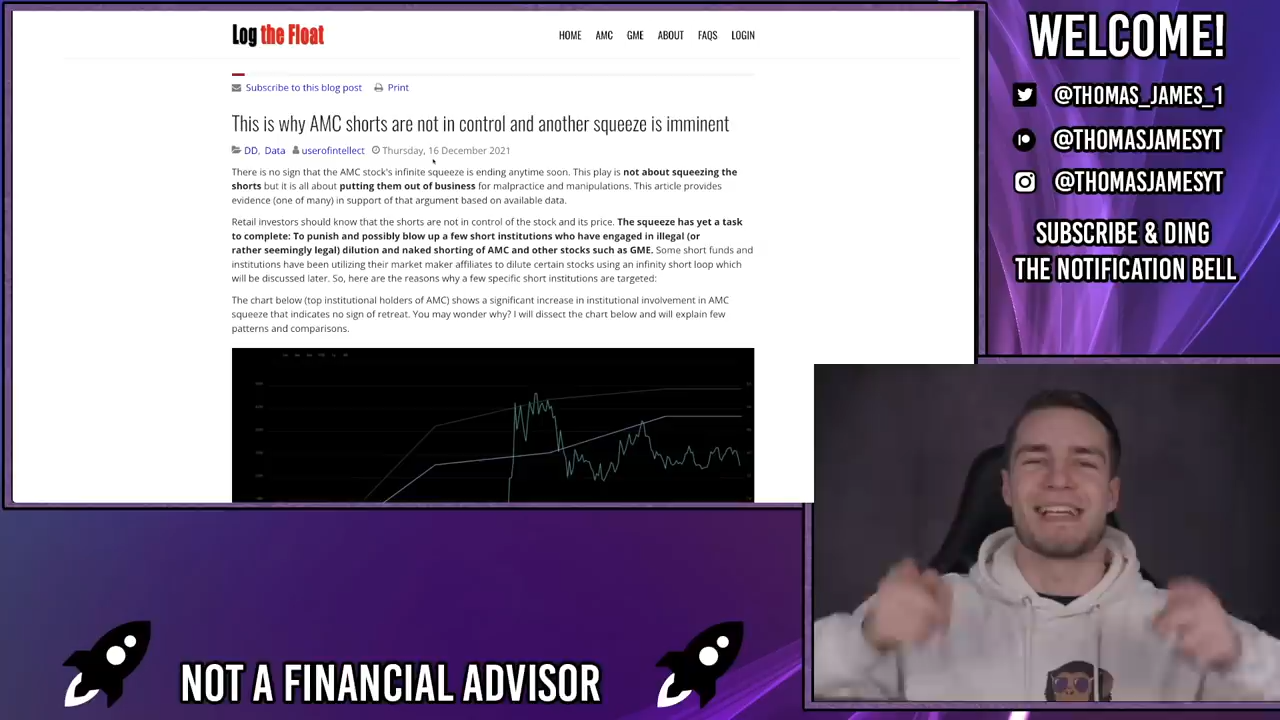 Log the Float
HOME AMC GME ABOUT FAQS LOGIN
Subscribe to this blog post Print
This is why AMC shorts are not in control and another squeeze is imminent
DD, Data userofintellect Thursday, 16 December 2021
There is no sign that the AMC stock's infinite squeeze is ending anytime soon. This play is not about squeezing the
shorts but it is all about putting them out of business for malpractice and manipulations. This article provides
evidence (one of many) in support of that argument based on available data.
Retail investors should know that the shorts are not in control of the stock and its price. The squeeze has yet a task
to complete: To punish and possibly blow up a few short institutions who have engaged in illegal (or
rather seemingly legal) dilution and naked shorting of AMC and other stocks such as GME. Some short funds and
institutions have been utilizing their market maker affiliates to dilute certain stocks using an infinity short loop which
will be discussed later. So, here are the reasons why a few specific short institutions are targeted:
The chart below (top institutional holders of AMC) shows a significant increase in institutional involvement in AMC
squeeze that indicates no sign of retreat. You may wonder why? I will dissect the chart below and will explain few
patterns and comparisons.
WELCOME!
@THOMAS_JAMES_1
@THOMASJAMESYT
@THOMASJAMESYT
SUBSCRIBE & DING
THE NOTIFICATION BELL
NOT A FINANCIAL ADVISOR